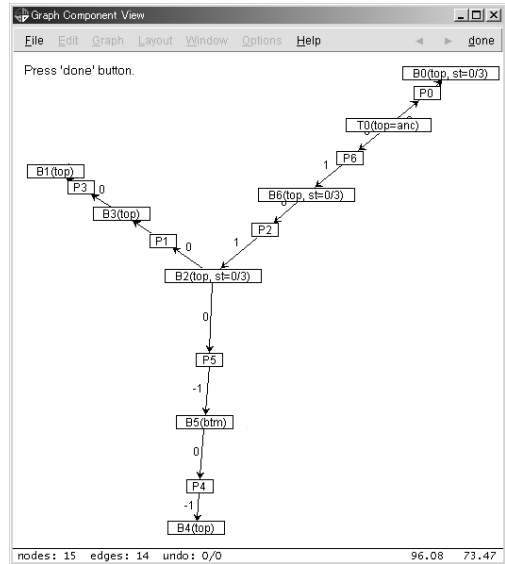 Graph Component View
File Edit Graph Layout Window Options Help done
Press 'done' button.
B0(top, st=0/3)
P0
T0(top=anc)
P6
1
B1(top)
P3
0
B6(top, st=0/3)
B3(top)
P2
P1
0
1
B2(top, st=0/3)
0
P5
-1
B5(btm)
0
P4
-1
B4(top)
nodes: 15 edges: 14 undo: 0/0 96.08 73.47